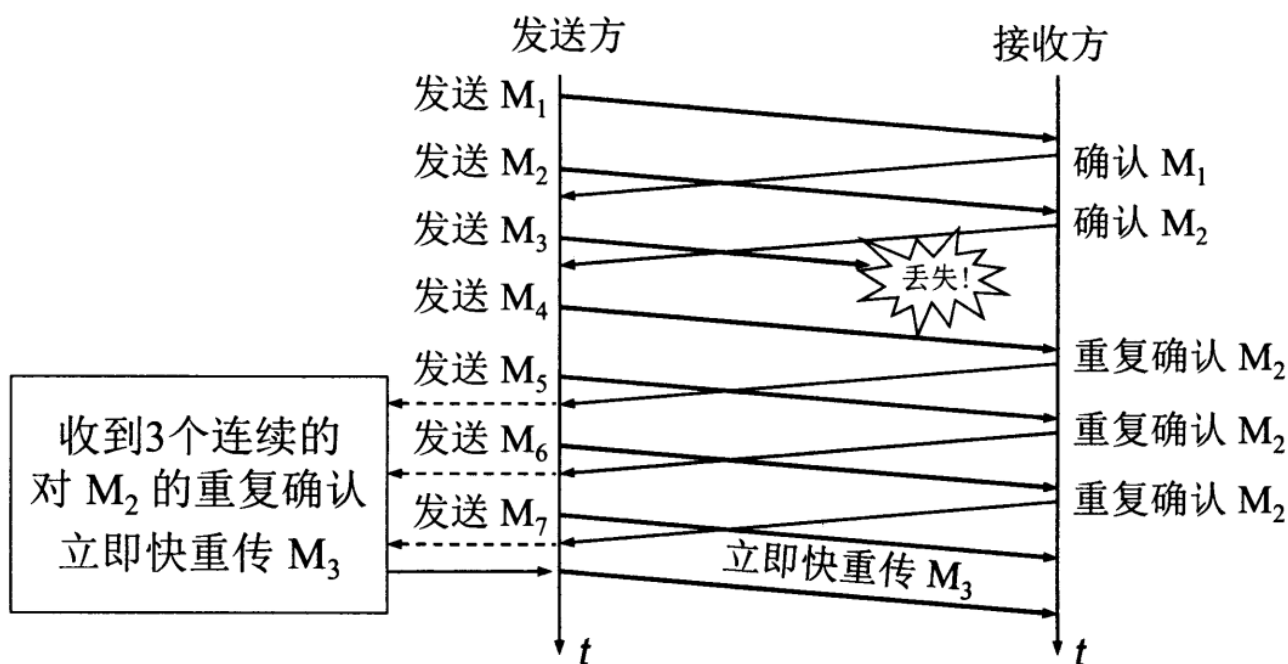 发送方
接收方
发送 M₁
确认 M₁
发送 M₂
确认 M₂
发送 M₃
丢失!
发送 M₄
重复确认 M₂
发送 M₅
重复确认 M₂
发送 M₆
重复确认 M₂
发送 M₇
收到3个连续的
对 M₂ 的重复确认
立即快重传 M₃
立即快重传 M₃
t
t